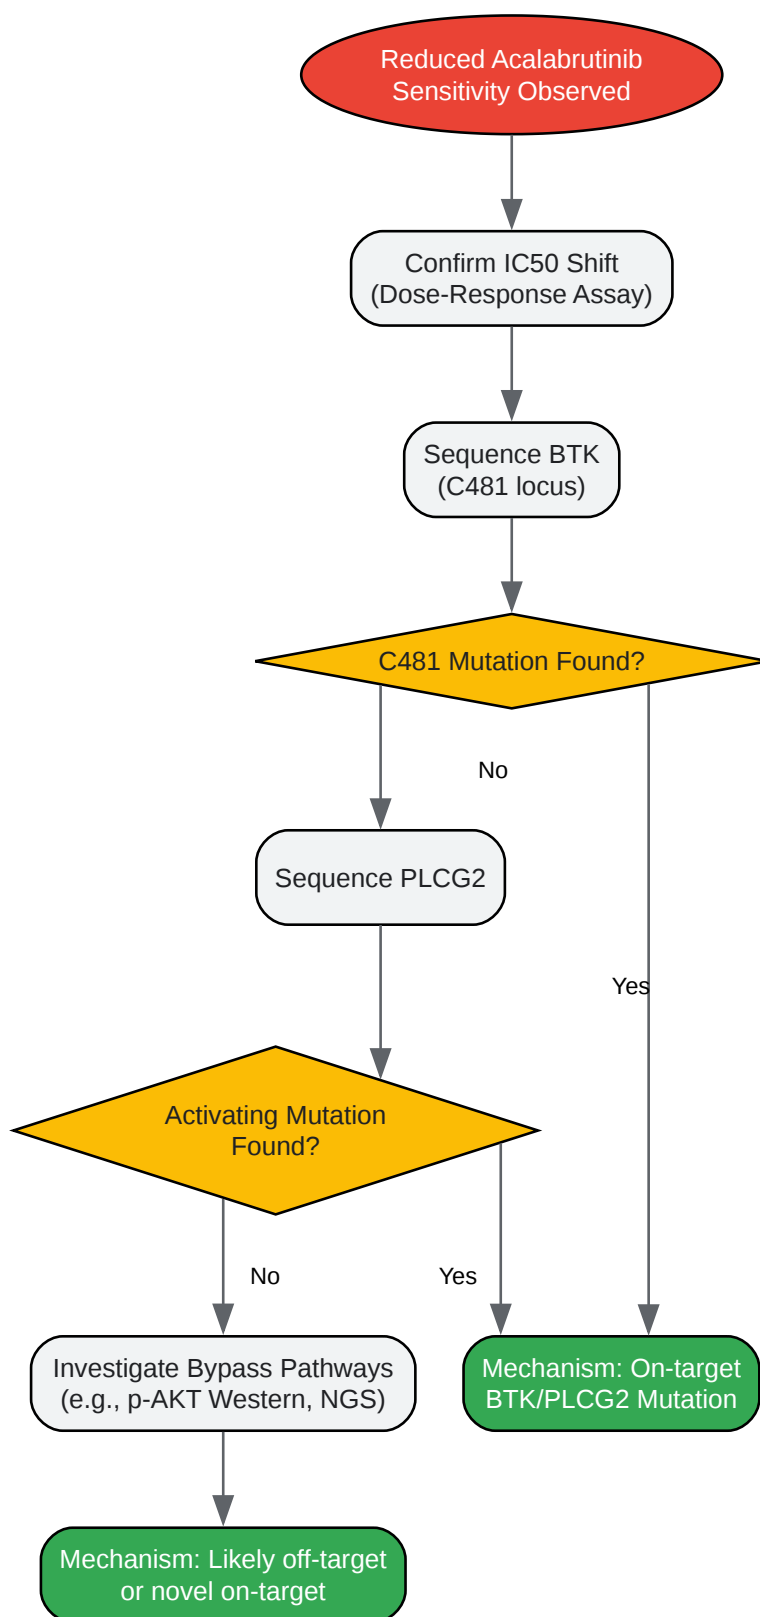 Reduced Acalabrutinib
Sensitivity Observed
Confirm IC50 Shift
(Dose-Response Assay)
Sequence BTK
(C481 locus)
C481 Mutation Found?
No
Sequence PLCG2
Yes
Activating Mutation
Found?
No
Yes
Investigate Bypass Pathways
(e.g., p-AKT Western, NGS)
Mechanism: On-target
BTK/PLCG2 Mutation
Mechanism: Likely off-target
or novel on-target